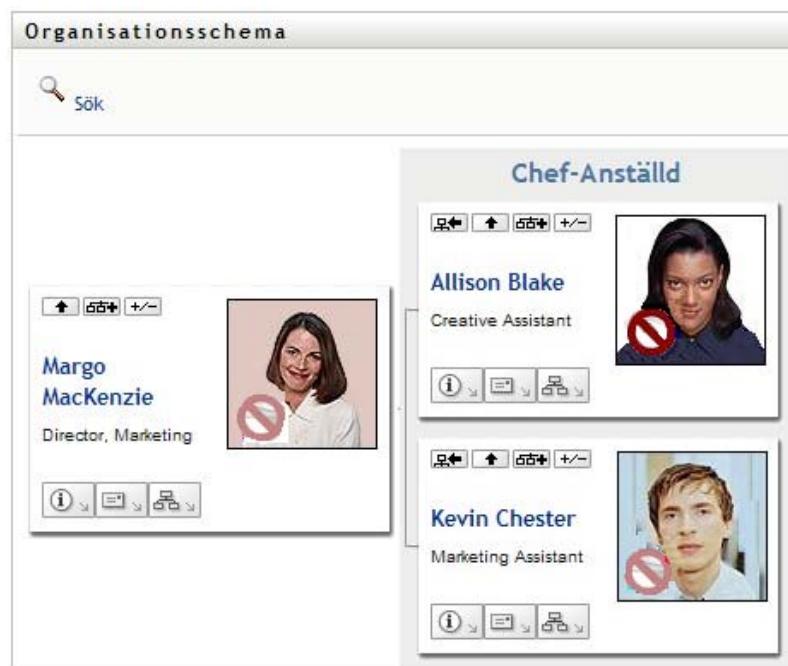 Organisationsschema
Sök
Chef-Anställd
Margo
MacKenzie
Director, Marketing
Allison Blake
Creative Assistant
Kevin Chester
Marketing Assistant